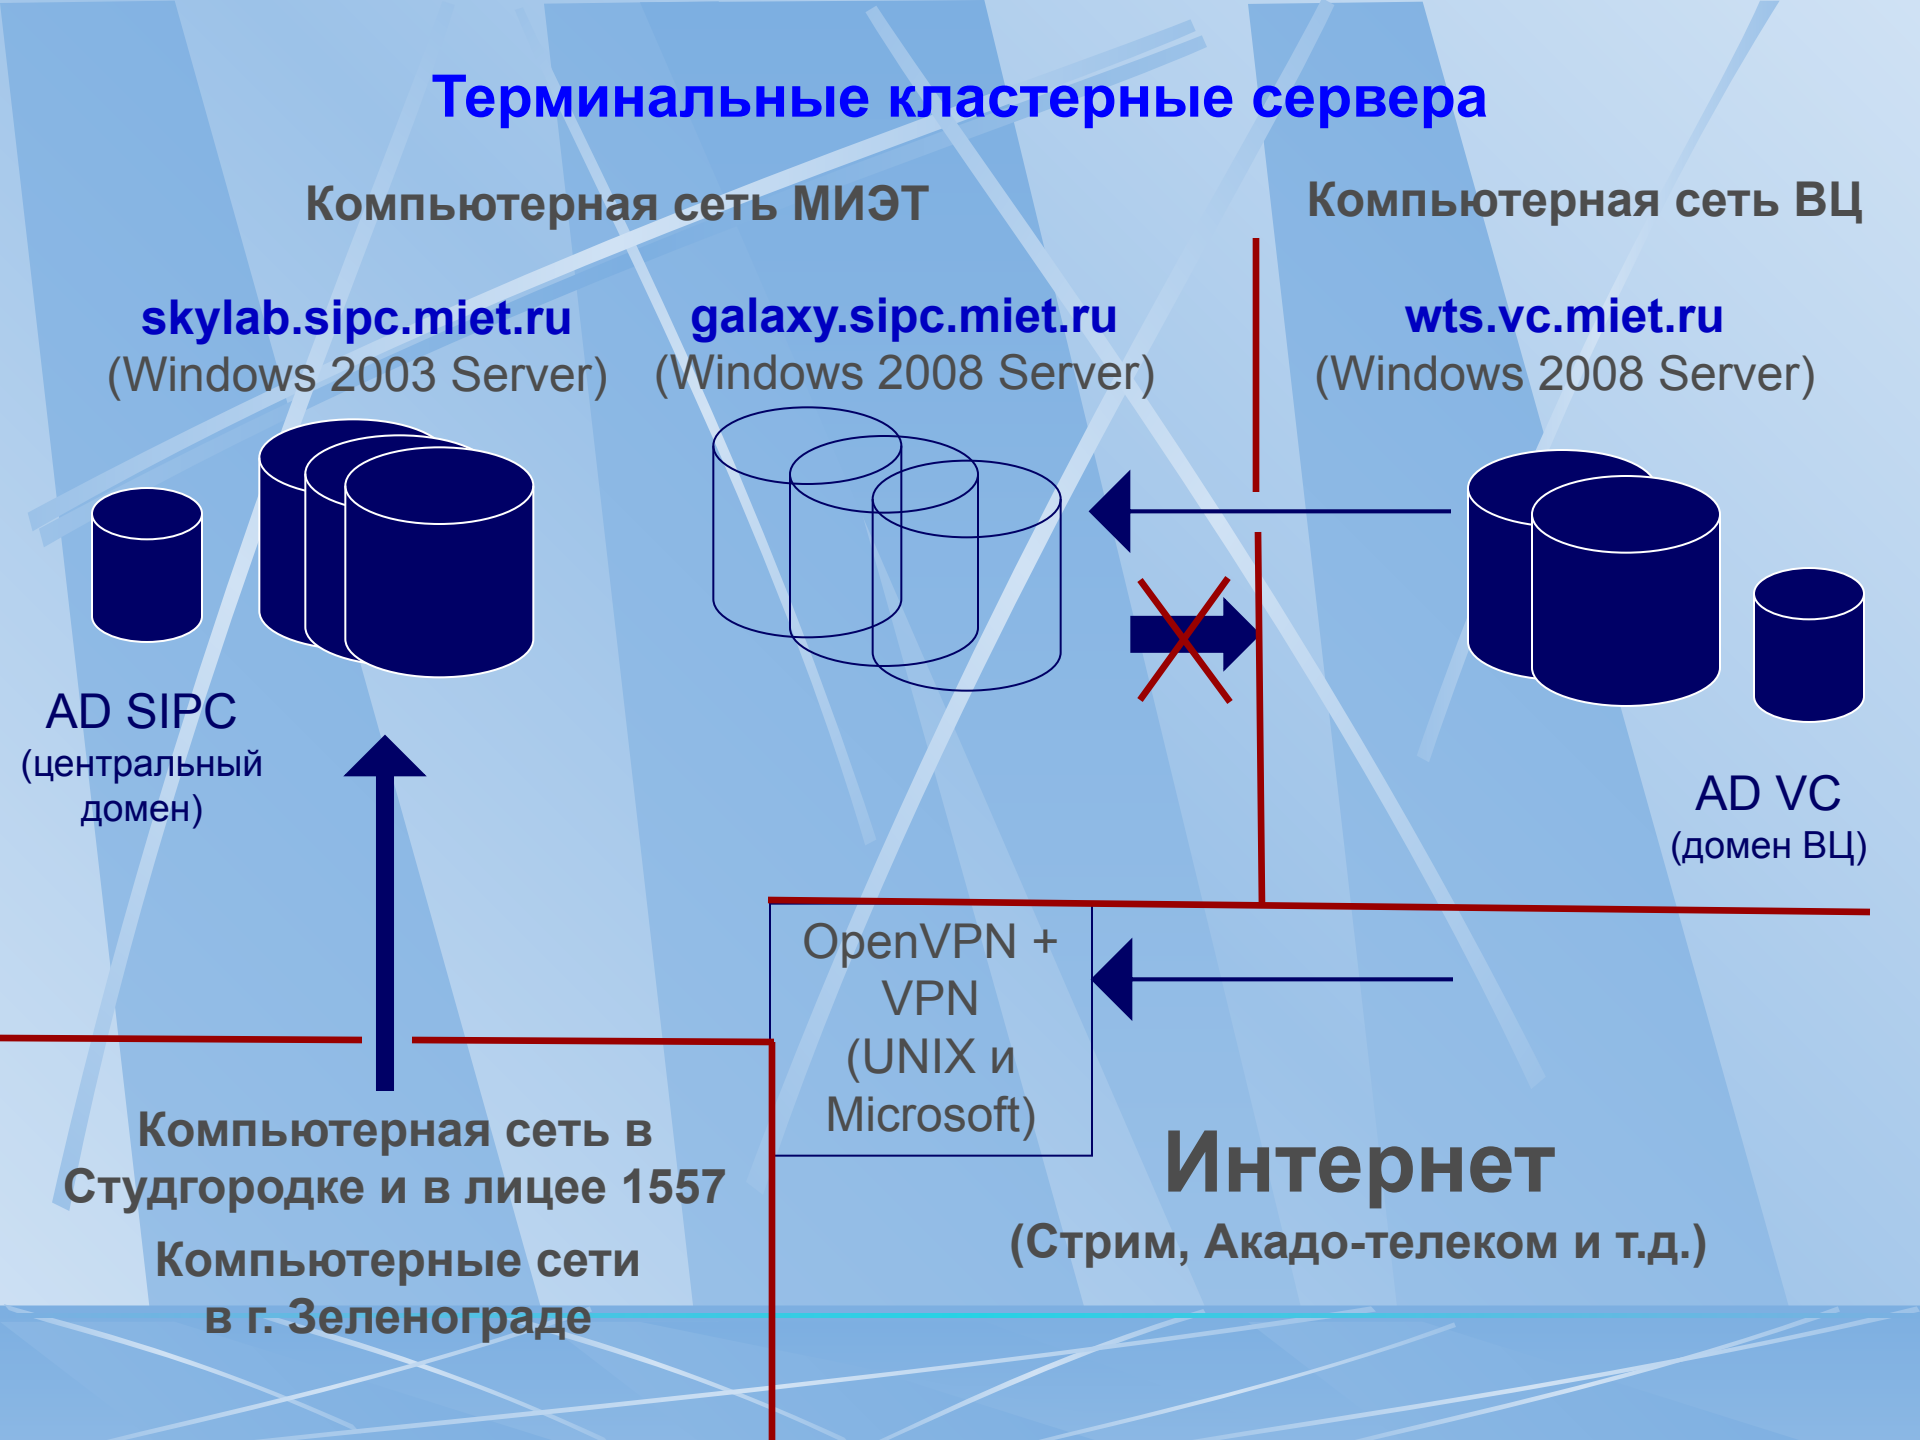 Терминальные кластерные сервера
Компьютерная сеть МИЭТ
Компьютерная сеть ВЦ
skylab.sipc.miet.ru
(Windows 2003 Server)
galaxy.sipc.miet.ru
(Windows 2008 Server)
wts.vc.miet.ru
(Windows 2008 Server)
AD SIPC
(центральный
домен)
AD VC
(домен ВЦ)
OpenVPN +
VPN
(UNIX и
Microsoft)
Компьютерная сеть в
Студгородке и в лицее 1557
Компьютерные сети
в г. Зеленограде
Интернет
(Стрим, Акадо-телеком и т.д.)